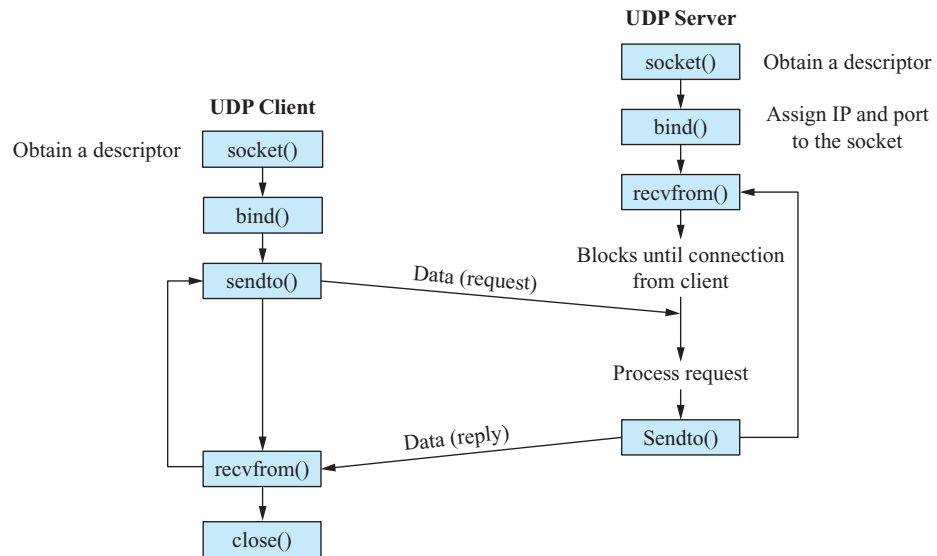 UDP Server
socket()
Obtain a descriptor
UDP Client
bind()
Assign IP and port
to the socket
Obtain a descriptor
socket()
recvfrom()
bind()
Blocks until connection
from client
sendto()
Data (request)
Process request
Sendto()
Data (reply)
recvfrom()
close()